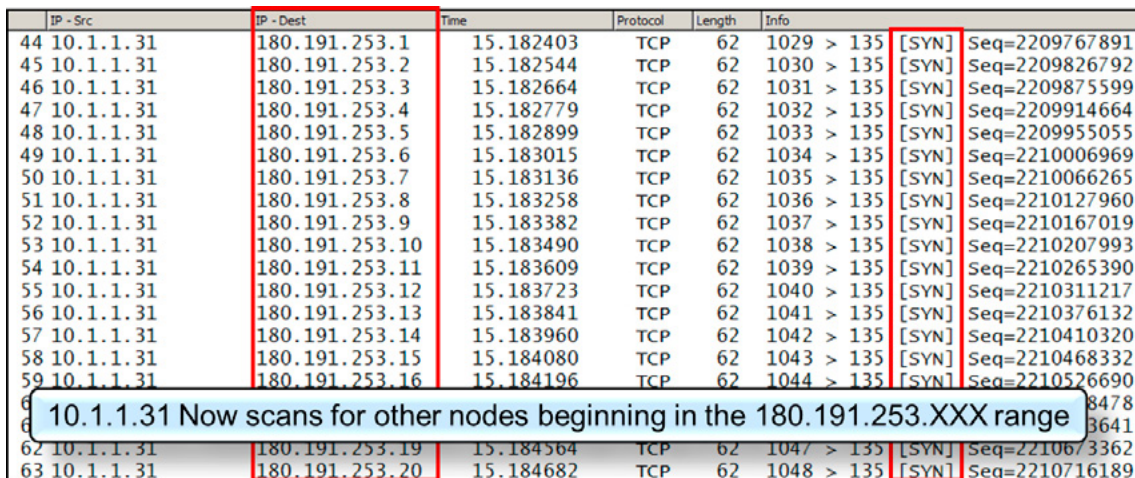 IP - Src IP - Dest Time Protocol Length Info
44 10.1.1.31 180.191.253.1 15.182403 TCP 62 1029 > 135 [SYN] Seq=2209767891
45 10.1.1.31 180.191.253.2 15.182544 TCP 62 1030 > 135 [SYN] Seq=2209826792
46 10.1.1.31 180.191.253.3 15.182664 TCP 62 1031 > 135 [SYN] Seq=2209875599
47 10.1.1.31 180.191.253.4 15.182779 TCP 62 1032 > 135 [SYN] Seq=2209914664
48 10.1.1.31 180.191.253.5 15.182899 TCP 62 1033 > 135 [SYN] Seq=2209955055
49 10.1.1.31 180.191.253.6 15.183015 TCP 62 1034 > 135 [SYN] Seq=2210006969
50 10.1.1.31 180.191.253.7 15.183136 TCP 62 1035 > 135 [SYN] Seq=2210066265
51 10.1.1.31 180.191.253.8 15.183258 TCP 62 1036 > 135 [SYN] Seq=2210127960
52 10.1.1.31 180.191.253.9 15.183382 TCP 62 1037 > 135 [SYN] Seq=2210167019
53 10.1.1.31 180.191.253.10 15.183490 TCP 62 1038 > 135 [SYN] Seq=2210207993
54 10.1.1.31 180.191.253.11 15.183609 TCP 62 1039 > 135 [SYN] Seq=2210265390
55 10.1.1.31 180.191.253.12 15.183723 TCP 62 1040 > 135 [SYN] Seq=2210311217
56 10.1.1.31 180.191.253.13 15.183841 TCP 62 1041 > 135 [SYN] Seq=2210376132
57 10.1.1.31 180.191.253.14 15.183960 TCP 62 1042 > 135 [SYN] Seq=2210410320
58 10.1.1.31 180.191.253.15 15.184080 TCP 62 1043 > 135 [SYN] Seq=2210468332
59 10.1.1.31 180.191.253.16 15.184196 TCP 62 1044 > 135 [SYN] Seq=2210526690
10.1.1.31 Now scans for other nodes beginning in the 180.191.253.XXX range
62 10.1.1.31 180.191.253.19 15.184564 TCP 62 1047 > 135 [SYN] Seq=2210673362
63 10.1.1.31 180.191.253.20 15.184682 TCP 62 1048 > 135 [SYN] Seq=2210716189